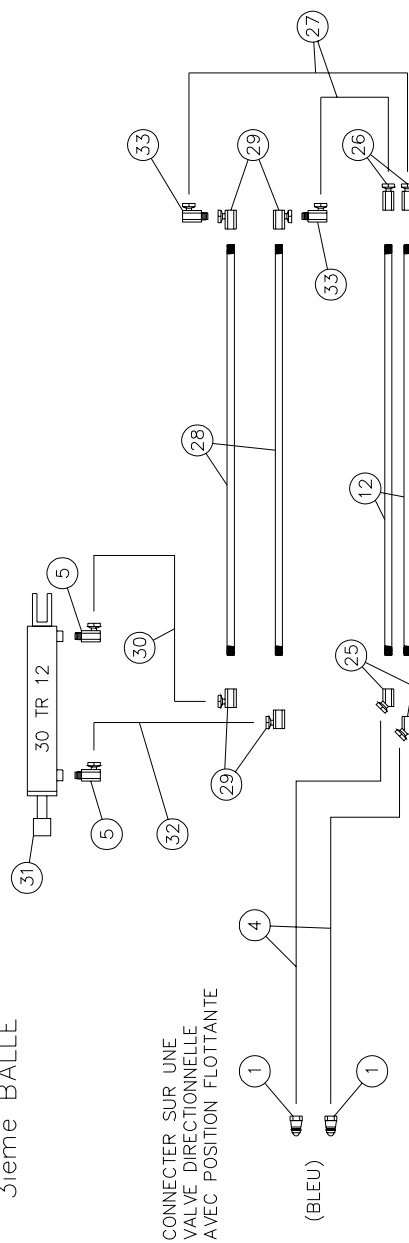 3ieme BALLE
31
30 TR 12
5
5
30
33
32
CONNECTER SUR UNE
VALVE DIRECTIONNELLE
AVEC POSITION FLOTTANTE
28
29
29
1
4
(BLEU)
27
33
25
26
12
1